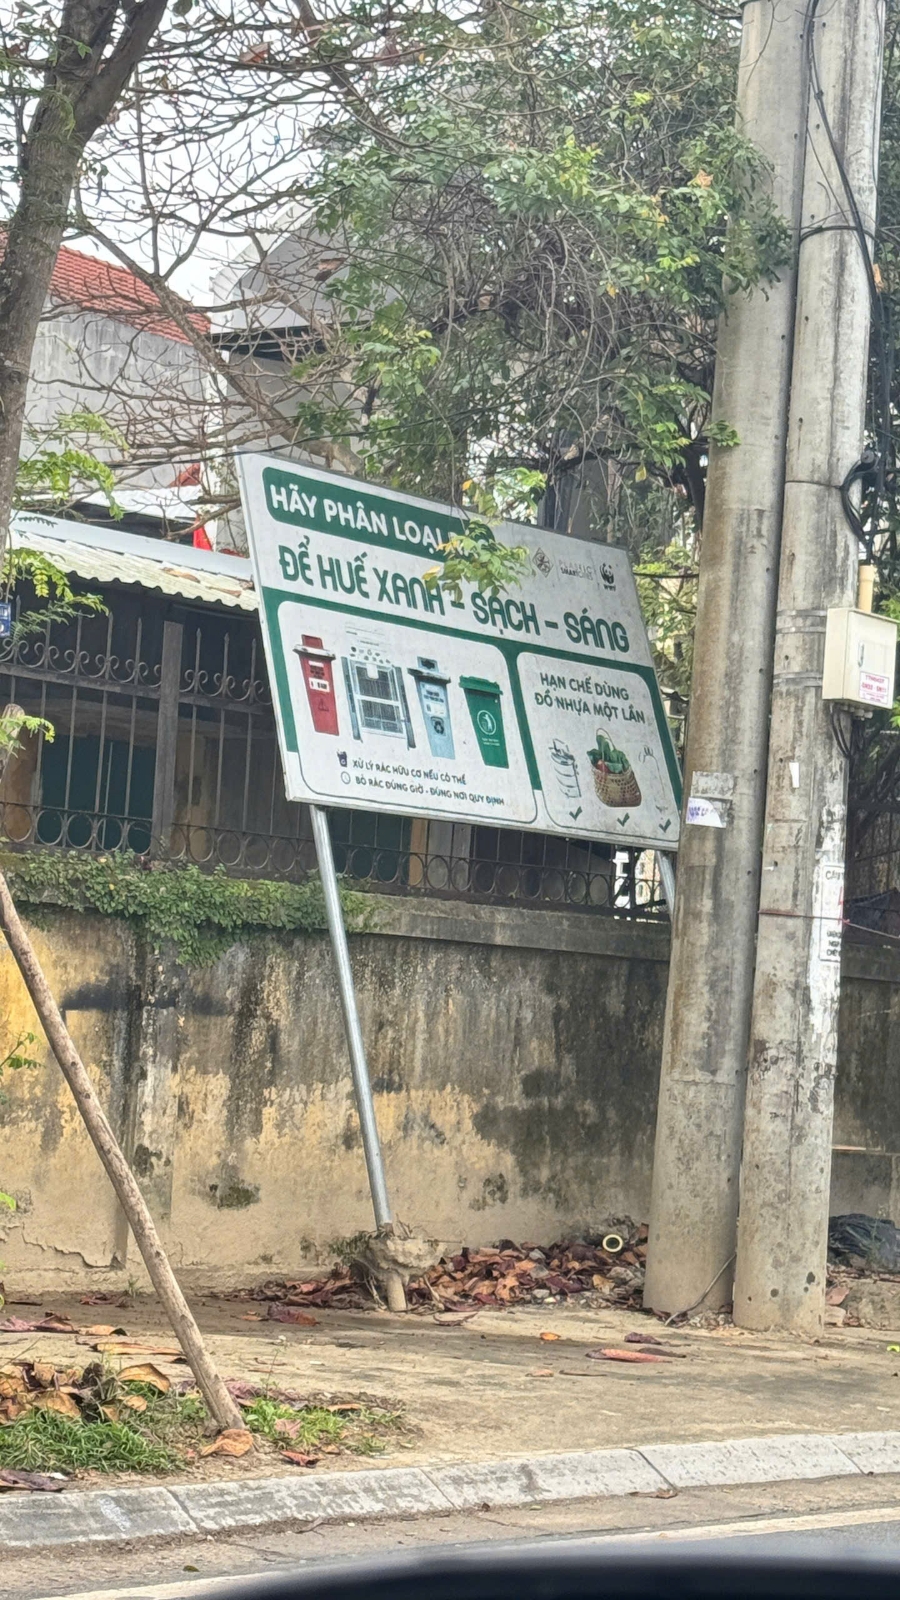 HÃY PHÂN LOẠI
ĐỂ HUẾ XANH - SẠCH - SÁNG
WWF
HẠN CHẾ DÙNG
ĐỒ NHỰA MỘT LẦN
XỬ LÝ RÁC HỮU CƠ NẾU CÓ THỂ
BỎ RÁC ĐÚNG GIỜ - ĐÚNG NƠI QUY ĐỊNH